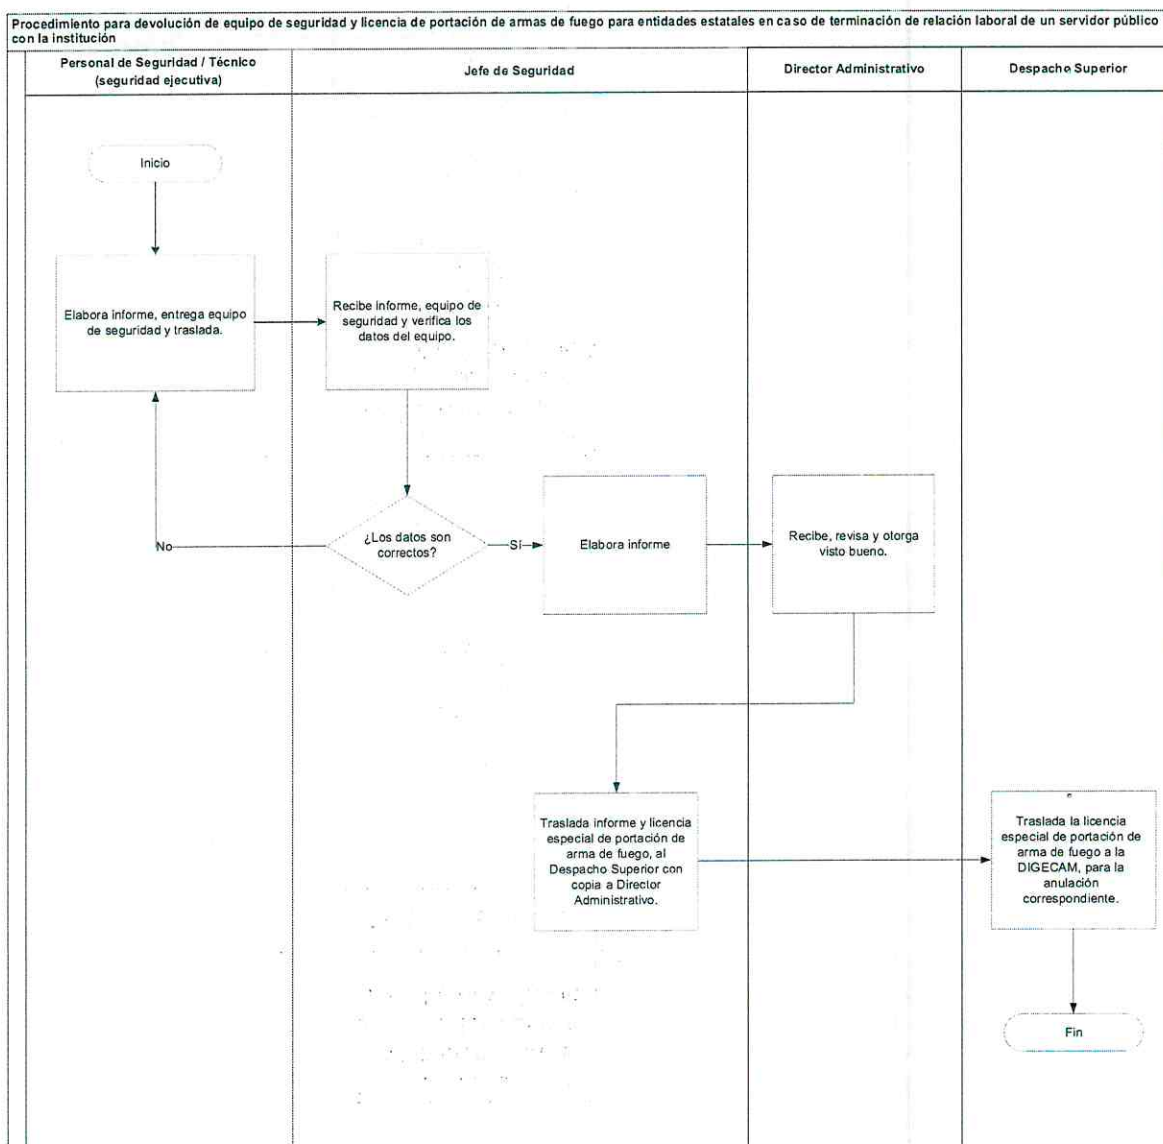 Procedimiento para devolución de equipo de seguridad y licencia de portación de armas de fuego para entidades estatales en caso de terminación de relación laboral de un servidor público
con la institución
Personal de Seguridad / Técnico
(seguridad ejecutiva)
Jefe de Seguridad
Director Administrativo
Despacho Superior
Inicio
Elabora informe, entrega equipo
de seguridad y traslada.
Recibe informe, equipo de
seguridad y verifica los
datos del equipo.
¿Los datos son
correctos?
No
Sí
Elabora informe
Recibe, revisa y otorga
visto bueno.
Traslada informe y licencia
especial de portación de
arma de fuego, al
Despacho Superior con
copia a Director
Administrativo.
Traslada la licencia
especial de portación de
arma de fuego a la
DIGECAM, para la
anulación
correspondiente.
Fin